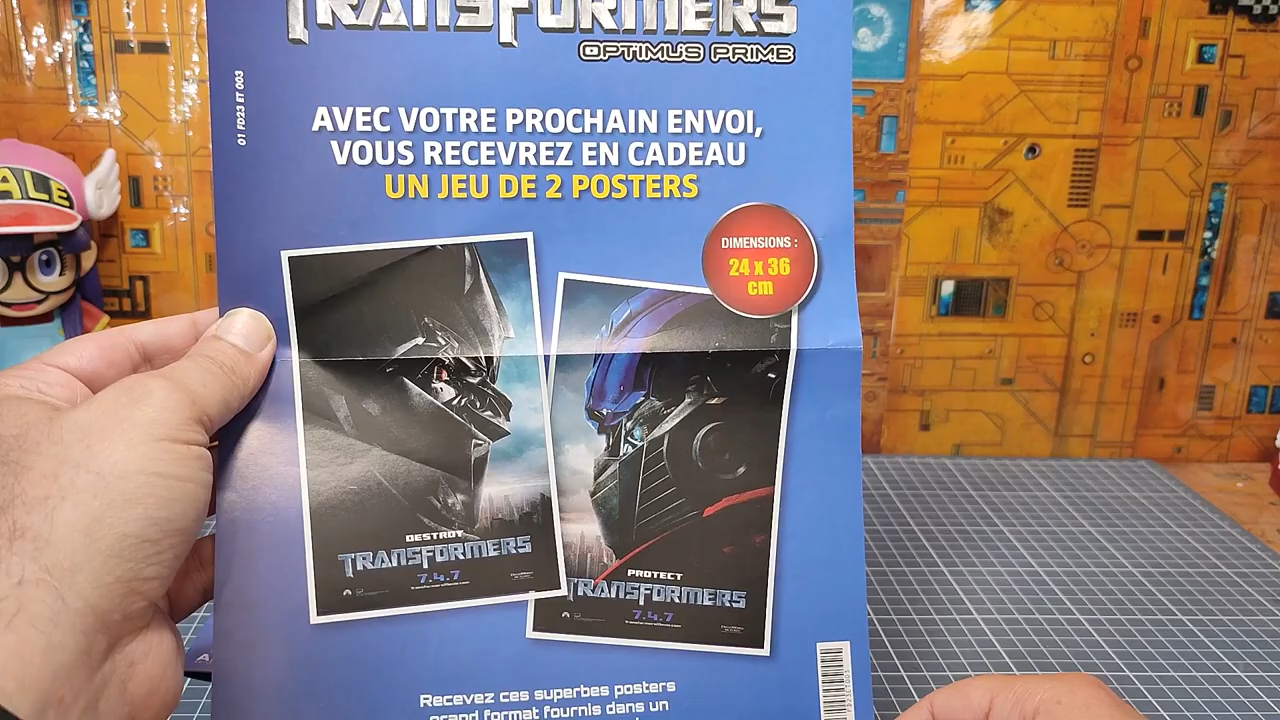 TRANSFORMERS
OPTIMUS PRIME
01 FD23 ET 003
AVEC VOTRE PROCHAIN ENVOI,
VOUS RECEVREZ EN CADEAU
UN JEU DE 2 POSTERS
DIMENSIONS :
24 x 36
cm
DESTROY
TRANSFORMERS
7.4.7
PROTECT
TRANSFORMERS
7.4.7
Recevez ces superbes posters
grand format fournis dans un